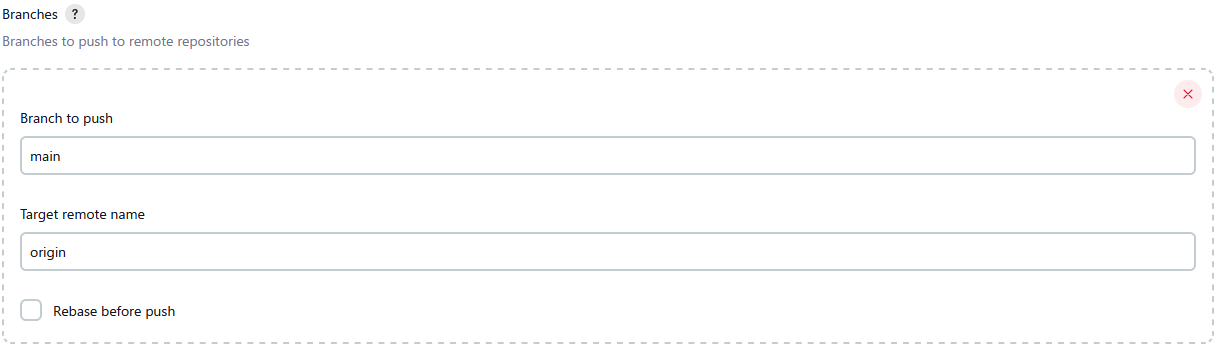 Branches ?
Branches to push to remote repositories
Branch to push
main
Target remote name
origin
Rebase before push